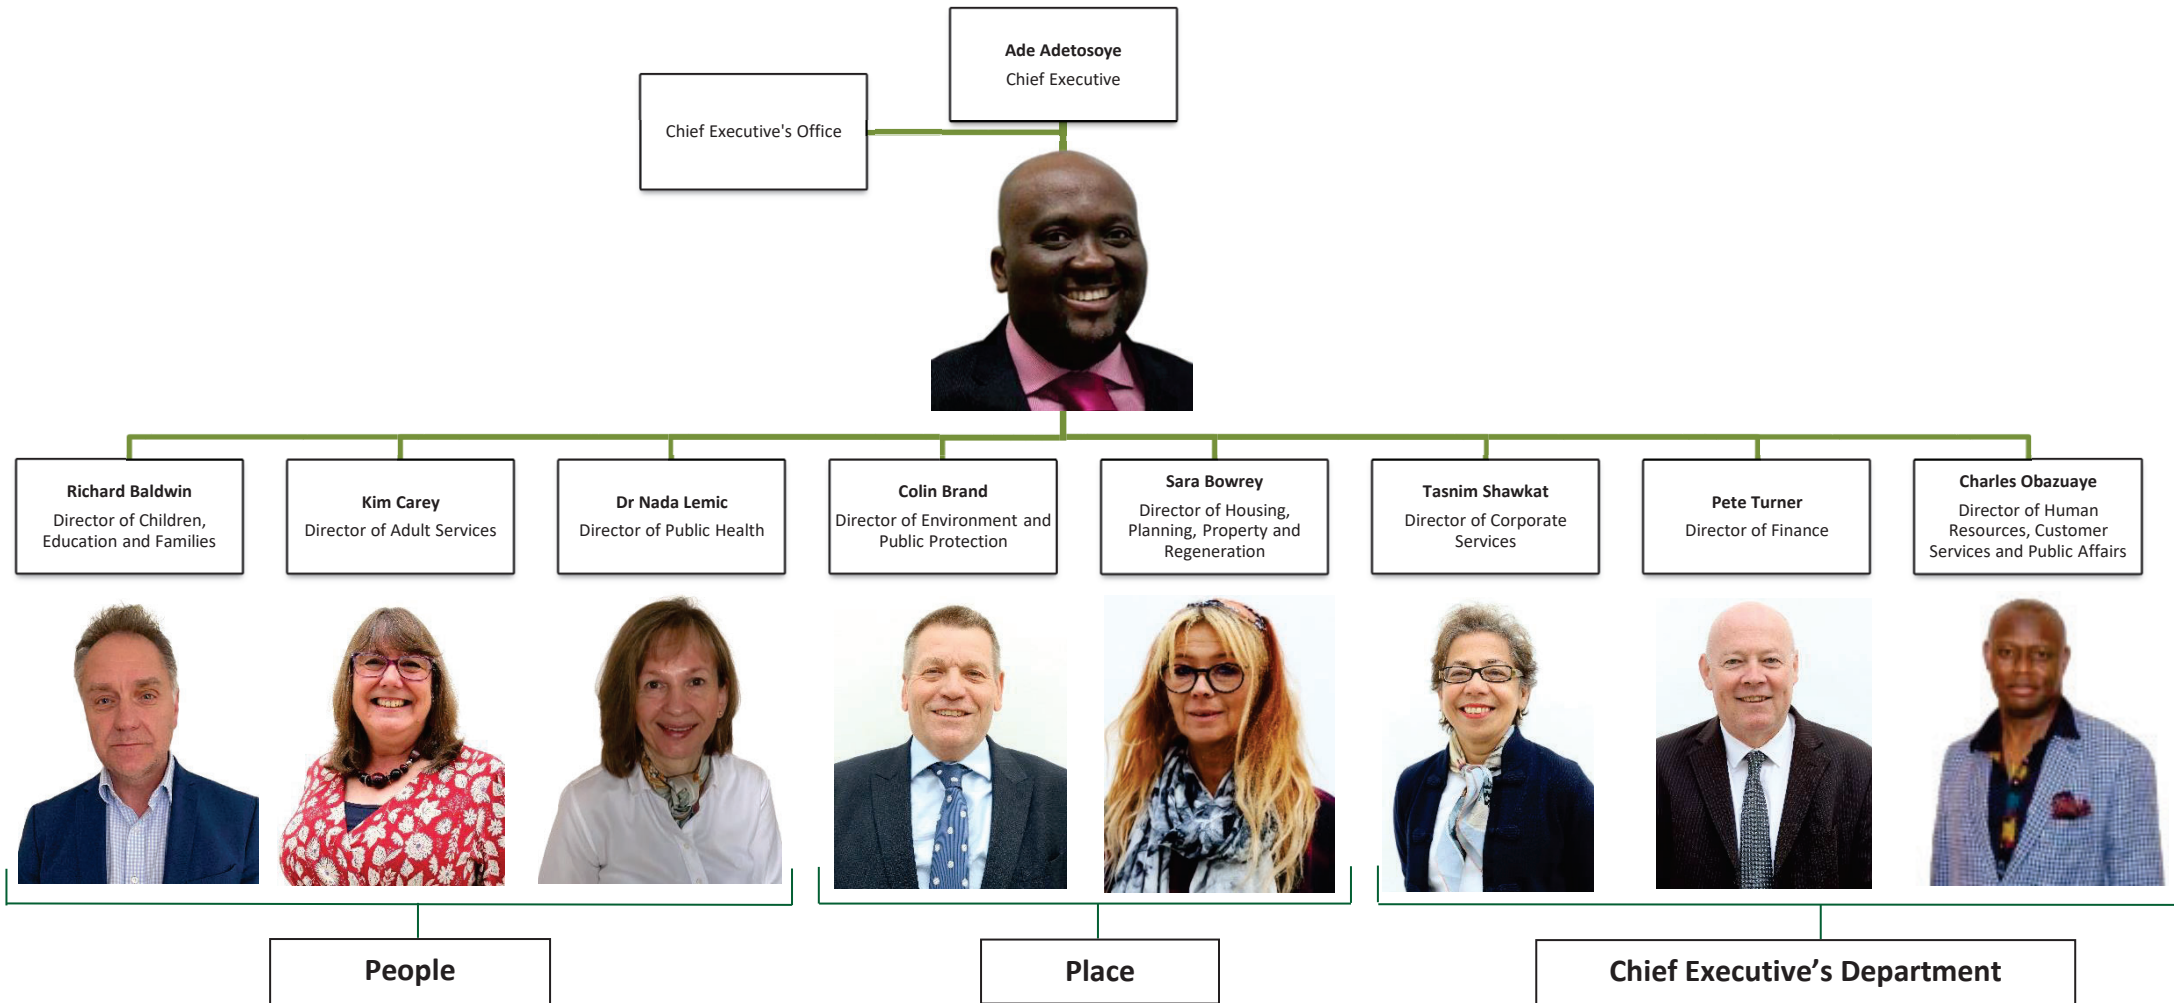 Ade Adetosoye
Chief Executive
Chief Executive's Office
Richard Baldwin
Director of Children,
Education and Families
Kim Carey
Director of Adult Services
Dr Nada Lemic
Director of Public Health
Colin Brand
Director of Environment and
Public Protection
Sara Bowrey
Director of Housing,
Planning, Property and
Regeneration
Tasnim Shawkat
Director of Corporate
Services
Pete Turner
Director of Finance
Charles Obazuaye
Director of Human
Resources, Customer
Services and Public Affairs
People
Place
Chief Executive’s Department